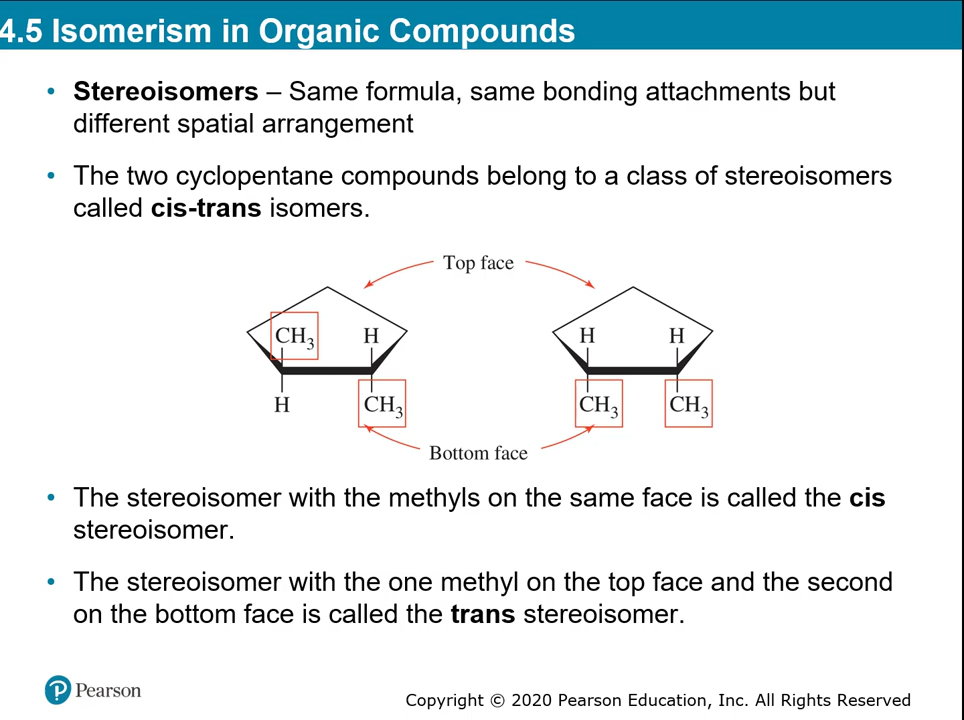 4.5 Isomerism in Organic Compounds
• Stereoisomers – Same formula, same bonding attachments but
different spatial arrangement
• The two cyclopentane compounds belong to a class of stereoisomers
called cis-trans isomers.
Top face
CH3 H H H
H CH3 CH3 CH3
Bottom face
• The stereoisomer with the methyls on the same face is called the cis
stereoisomer.
• The stereoisomer with the one methyl on the top face and the second
on the bottom face is called the trans stereoisomer.
P Pearson
Copyright © 2020 Pearson Education, Inc. All Rights Reserved